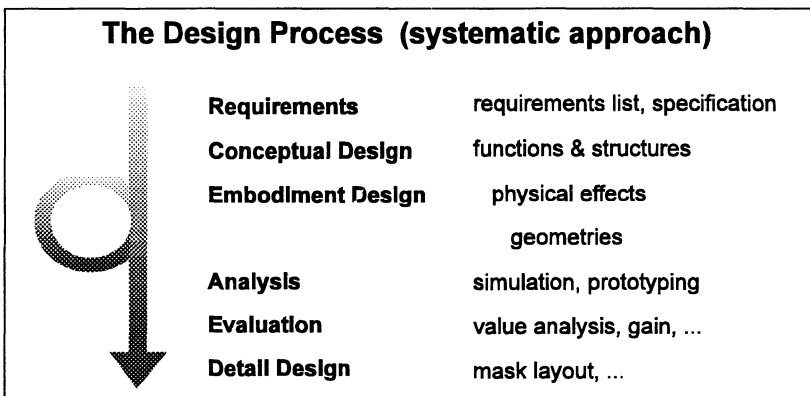 The Design Process (systematic approach)
Requirements requirements list, specification
Conceptual Design functions & structures
Embodiment Design physical effects
geometries
Analysis simulation, prototyping
Evaluation value analysis, gain, ...
Detail Design mask layout, ...